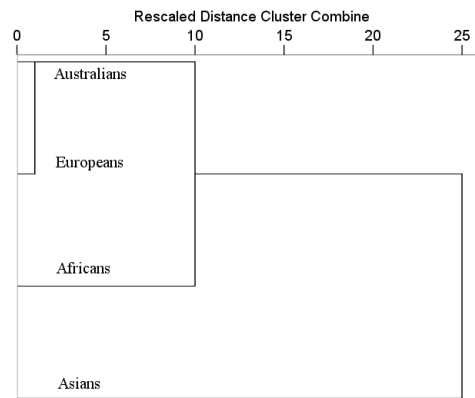 Rescaled Distance Cluster Combine
0 5 10 15 20 25
Australians
Europeans
Africans
Asians